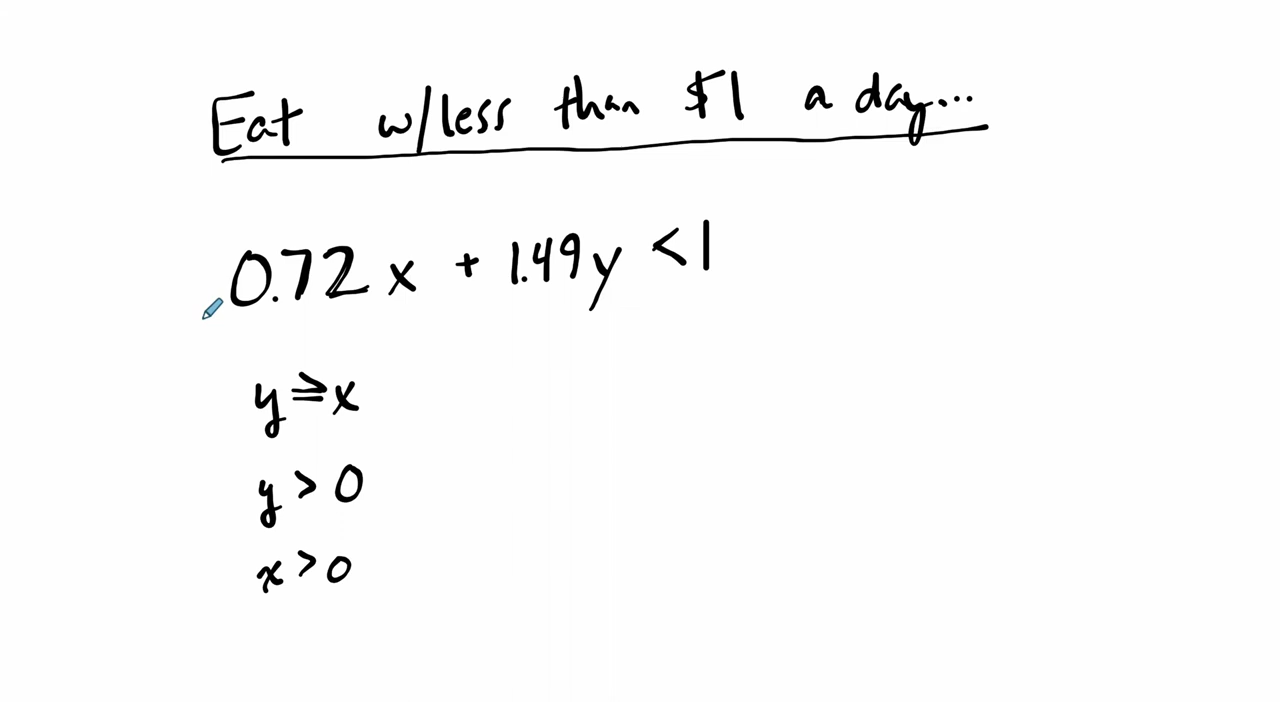 Eat w/less than $1 a day...
0.72x + 1.49y < 1
y ≥ x
y > 0
x > 0